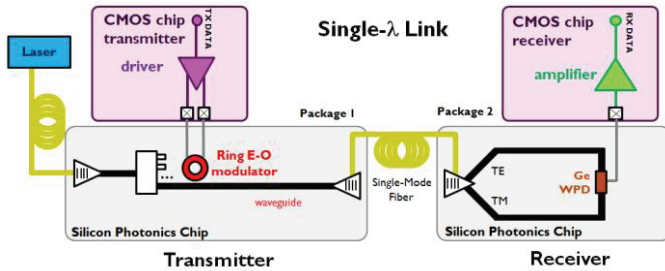 Single-λ Link
Laser
CMOS chip
transmitter
TX DATA
driver
Package 1
Ring E-O
modulator
...
waveguide
Silicon Photonics Chip
Transmitter
Single-Mode
Fiber
CMOS chip
receiver
RX DATA
amplifier
Package 2
TE
TM
Ge
WPD
Silicon Photonics Chip
Receiver